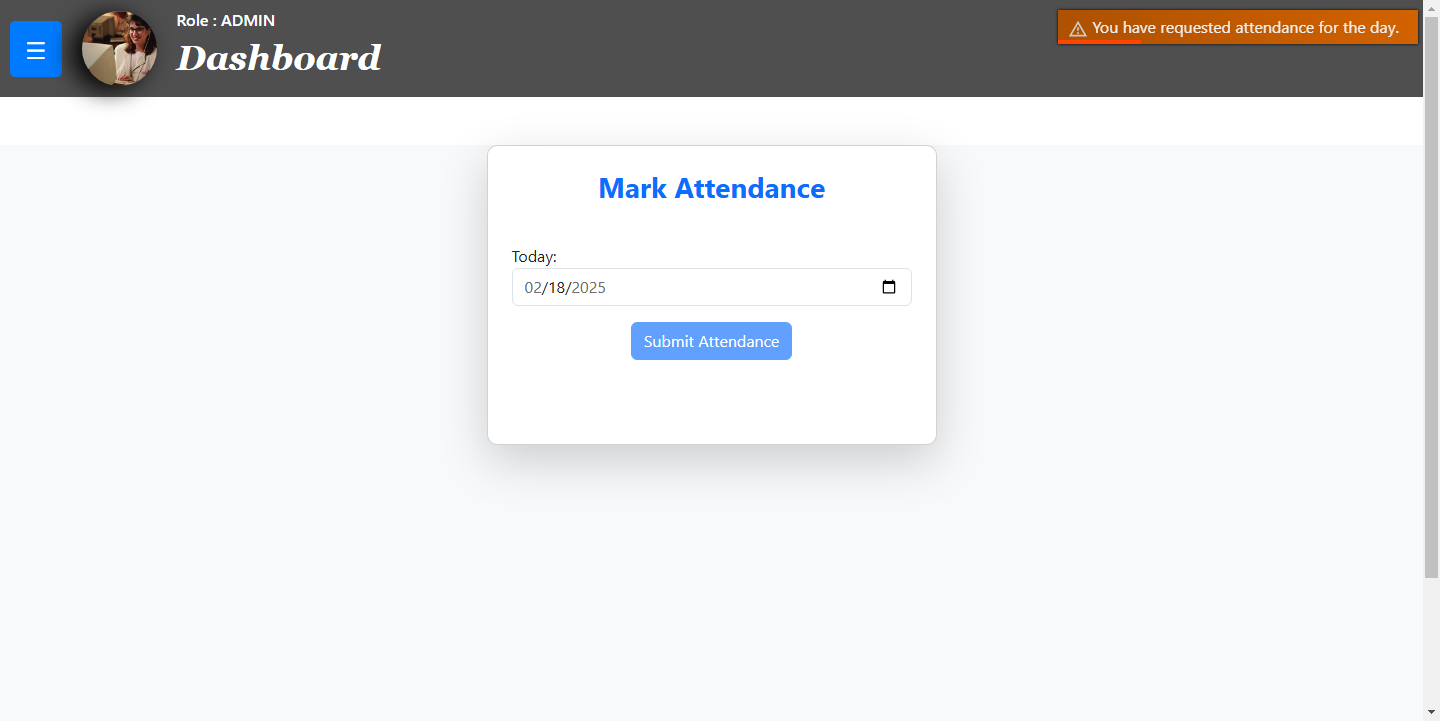 Role : ADMIN
Dashboard
You have requested attendance for the day.
Mark Attendance
Today:
02/18/2025
Submit Attendance